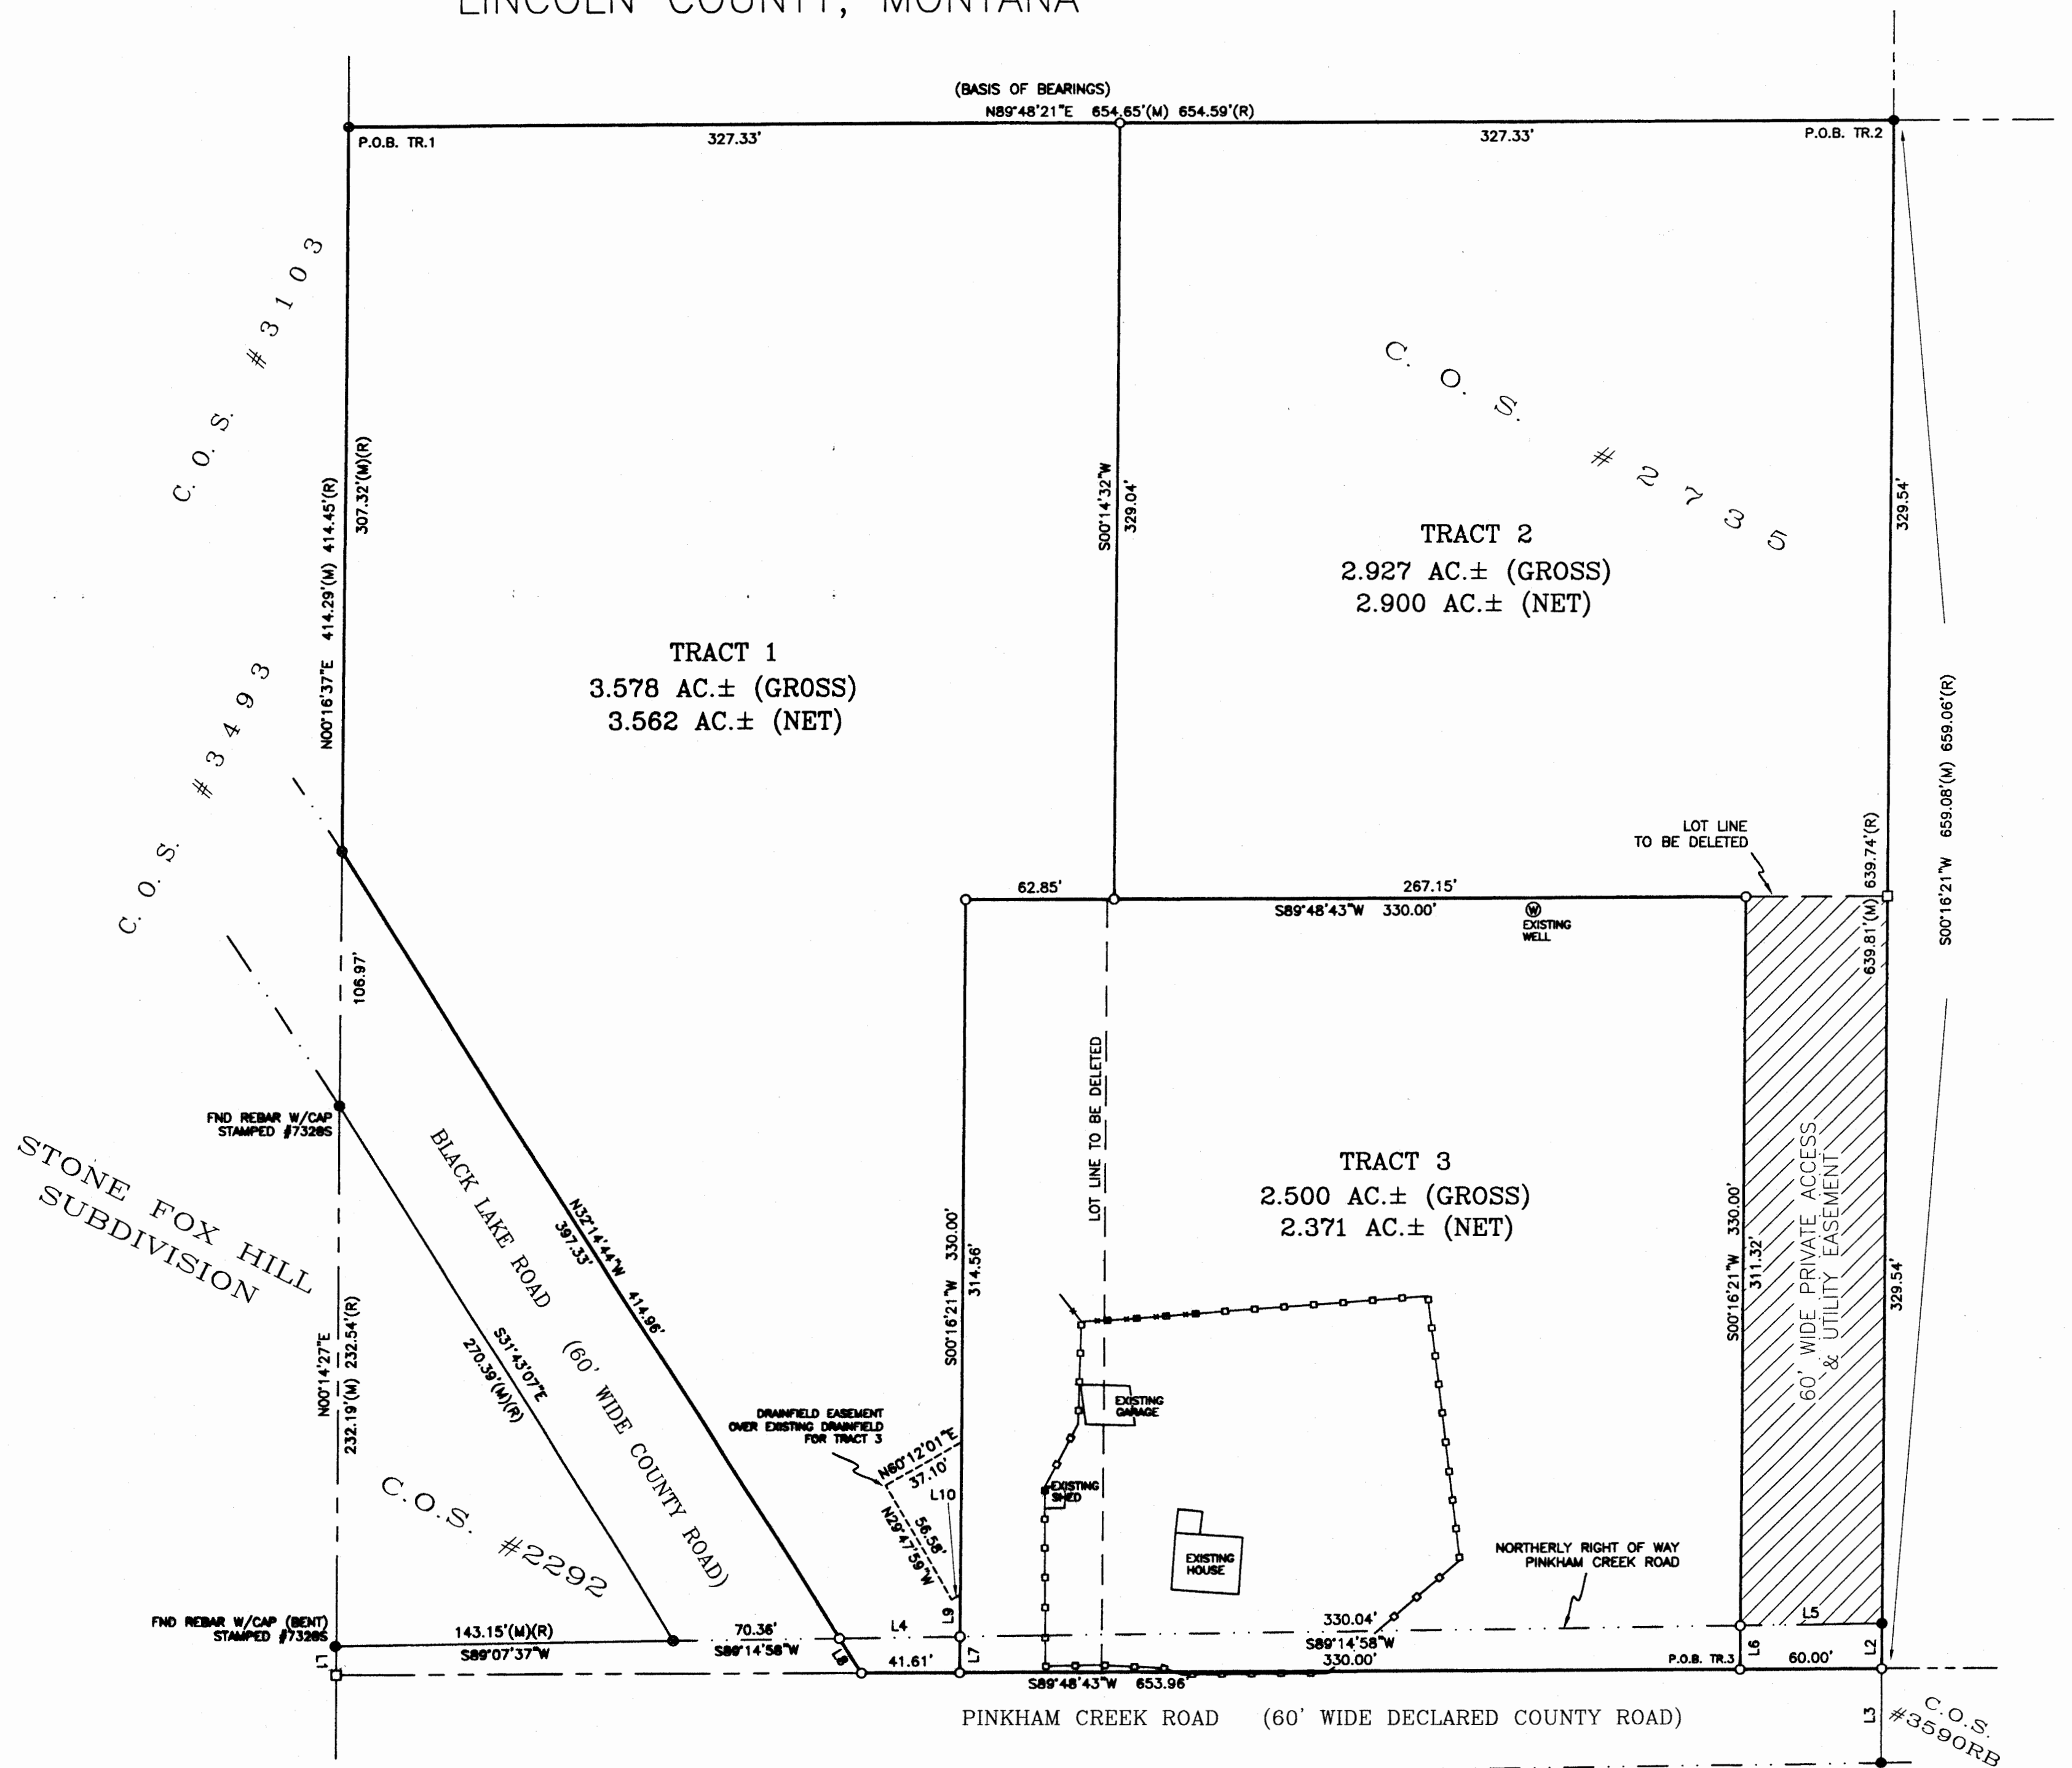 LINCOLN COUNTY, MONTANA
(BASIS OF BEARINGS)
N89°48'21"E 654.65'(M) 654.59'(R)
P.O.B. TR.1
327.33'
327.33'
P.O.B. TR.2
C. O. S. #3103
N00°16'37"E 414.29'(M) 414.45'(R)
307.32'(M)(R)
S00°14'32"W
329.04'
C. O. S. #2735
329.54'
TRACT 2
2.927 AC.± (GROSS)
2.900 AC.± (NET)
TRACT 1
3.578 AC.± (GROSS)
3.562 AC.± (NET)
C. O. S. #3493
S00°16'21"W 659.08'(M) 659.06'(R)
LOT LINE
TO BE DELETED
639.81'(M) 639.74'(R)
62.85'
267.15'
S89°48'43"W 330.00'
W
EXISTING
WELL
106.97'
FND REBAR W/CAP
STAMPED #7328S
STONE FOX HILL
SUBDIVISION
BLACK LAKE ROAD (60' WIDE COUNTY ROAD)
N32°14'44"W
397.33'
414.96'
LOT LINE TO BE DELETED
TRACT 3
2.500 AC.± (GROSS)
2.371 AC.± (NET)
S00°16'21"W 330.00'
314.56'
S00°16'21"W 330.00'
311.32'
60' WIDE PRIVATE ACCESS
& UTILITY EASEMENT
329.54'
N00°14'27"E
232.19'(M) 232.54'(R)
S31°43'07"E
270.39'(M)(R)
DRAINFIELD EASEMENT
OVER EXISTING DRAINFIELD
FOR TRACT 3
N60°12'01"E
37.10'
L10
56.58'
N29°47'59"W
EXISTING
GARAGE
EXISTING
SHED
EXISTING
HOUSE
NORTHERLY RIGHT OF WAY
PINKHAM CREEK ROAD
C.O.S. #2292
FND REBAR W/CAP (BENT)
STAMPED #7328S
143.15'(M)(R)
S89°07'37"W
70.36'
S89°14'58"W
L4
L9
330.04'
S89°14'58"W
L5
L1
L8
41.61'
L7
330.00'
P.O.B. TR.3
L6
60.00'
L2
S89°48'43"W 653.96'
PINKHAM CREEK ROAD (60' WIDE DECLARED COUNTY ROAD)
L3
C.O.S.
#3590RB